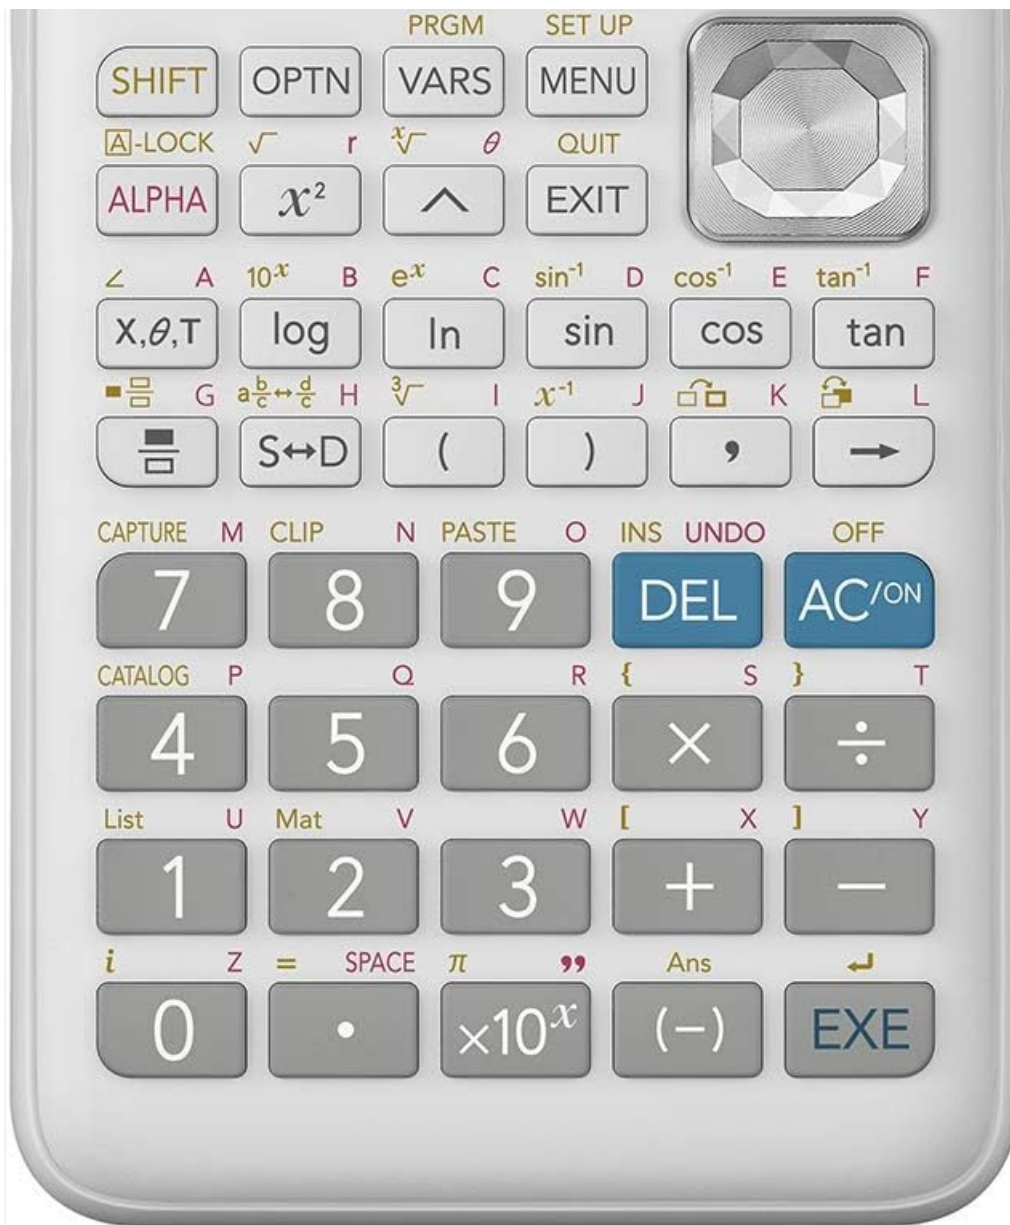 PRGM SET UP
SHIFT OPTN VARS MENU
A-LOCK √ r ˣ√ θ QUIT
ALPHA x² ^ EXIT
∠ A 10ˣ B eˣ C sin⁻¹ D cos⁻¹ E tan⁻¹ F
X,θ,T log ln sin cos tan
G a b/c ↔ d/c H ³√ I x⁻¹ J K L
S↔D ( ) , →
CAPTURE M CLIP N PASTE O INS UNDO OFF
7 8 9 DEL AC/ON
CATALOG P Q R { S } T
4 5 6 × ÷
List U Mat V W [ X ] Y
1 2 3 + −
i Z = SPACE π ” Ans ↵
0 • ×10ˣ (−) EXE